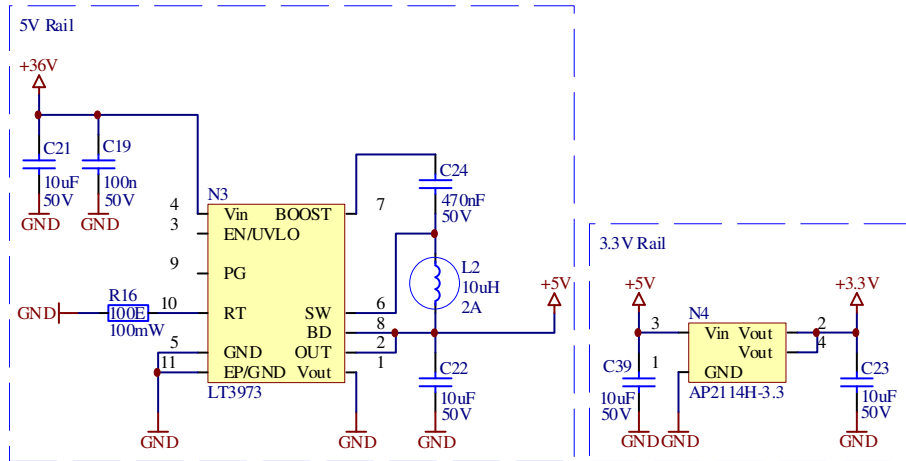 5V Rail
+36V
C21
10uF
50V
GND
C19
100n
50V
GND
N3
4
Vin
BOOST
7
3
EN/UVLO
9
PG
GND
R16
100E
100mW
10
RT
SW
6
BD
8
5
GND
OUT
2
11
EP/GND
Vout
1
LT3973
GND
GND
C24
470nF
50V
L2
10uH
2A
+5V
C22
10uF
50V
GND
3.3V Rail
+5V
+3.3V
N4
3
Vin
Vout
2
Vout
4
1
GND
AP2114H-3.3
C39
10uF
50V
GND
GND
C23
10uF
50V
GND